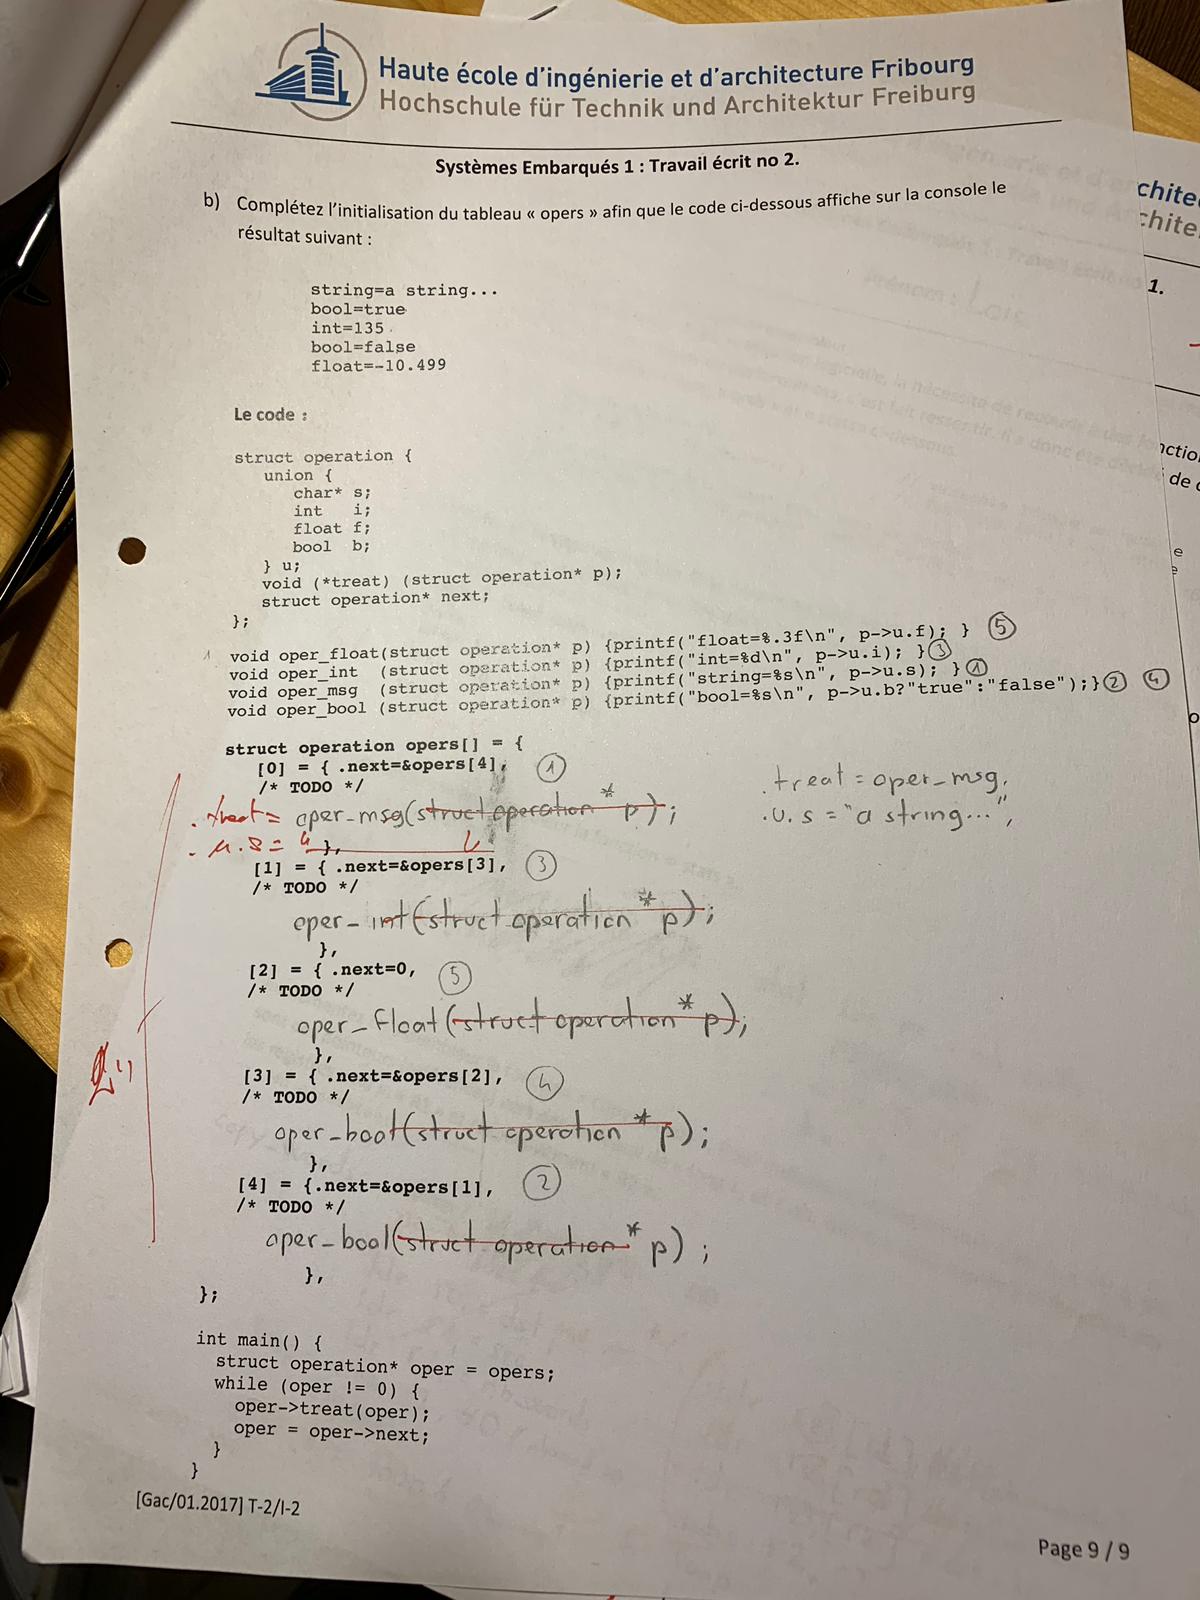 Haute école d'ingénierie et d'architecture Fribourg
Hochschule für Technik und Architektur Freiburg
Systèmes Embarqués 1 : Travail écrit no 2.
b) Complétez l'initialisation du tableau « opers » afin que le code ci-dessous affiche sur la console le
résultat suivant :
string=a string...
bool=true
int=135
bool=false
float=-10.499
Le code :
struct operation {
union {
char* s;
int i;
float f;
bool b;
} u;
void (*treat) (struct operation* p);
struct operation* next;
};
void oper_float(struct operation* p) {printf("float=%.3f\n", p->u.f); } 5
void oper_int (struct operation* p) {printf("int=%d\n", p->u.i); } 3
void oper_msg (struct operation* p) {printf("string=%s\n", p->u.s); } 1
void oper_bool (struct operation* p) {printf("bool=%s\n", p->u.b?"true":"false");} 2 4
struct operation opers[] = {
[0] = { .next=&opers[4], 1
/* TODO */
.treat = oper_msg,
.treat= oper_msg(struct operation * p);
.u.s = "a string...",
.u.s = "
},
[1] = { .next=&opers[3], 3
/* TODO */
oper_int(struct operation * p);
},
[2] = { .next=0, 5
/* TODO */
oper_float(struct operation * p);
},
[3] = { .next=&opers[2], 4
/* TODO */
oper_bool(struct operation * p);
},
[4] = {.next=&opers[1], 2
/* TODO */
oper_bool(struct operation * p) ;
},
};
int main() {
struct operation* oper = opers;
while (oper != 0) {
oper->treat(oper);
oper = oper->next;
}
}
[Gac/01.2017] T-2/I-2
Page 9 / 9
1.
de